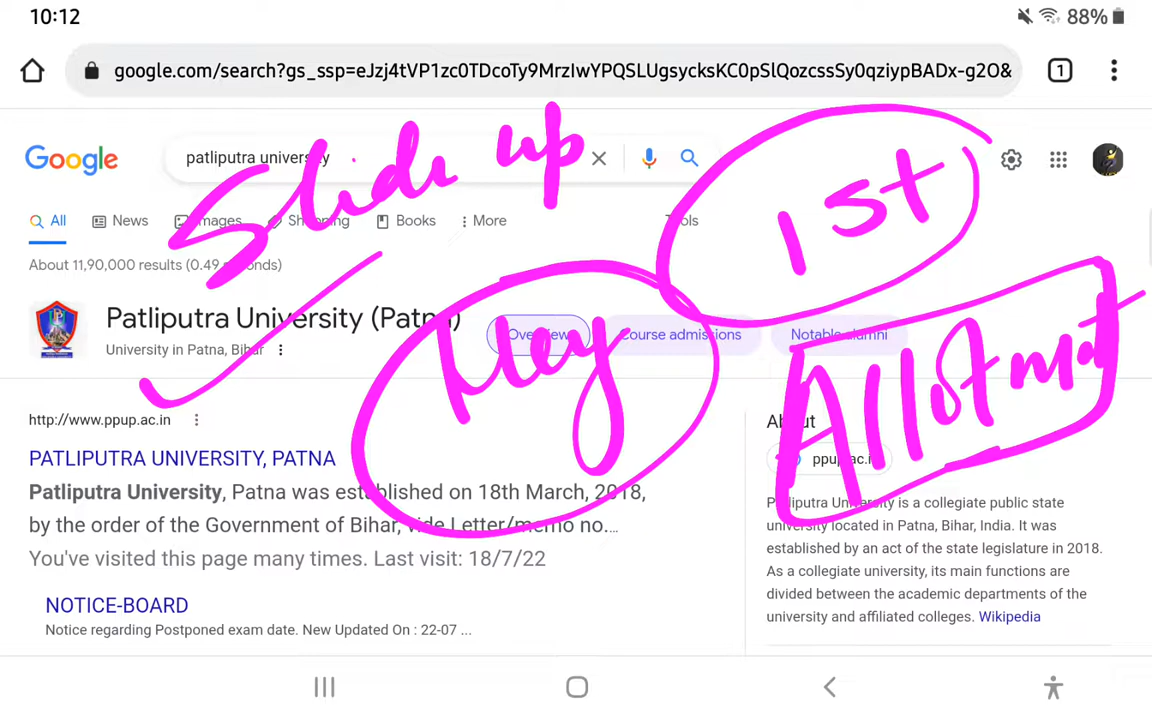 10:12
88%
google.com/search?gs_ssp=eJzj4tVP1zc0TDcoTy9MrzIwYPQSLUgsycksKC0pSlQozcssSy0qziypBADx-g2O&
1
Google
patliputra university
Slide up
1st
All
News
Images
Shopping
Books
More
Tools
About 11,90,000 results (0.49 seconds)
Patliputra University (Patna)
University in Patna, Bihar
Overview
Course admissions
Notable alumni
Allotment
http://www.ppup.ac.in
About
ppup.ac.in
PATLIPUTRA UNIVERSITY, PATNA
Patliputra University, Patna was established on 18th March, 2018,
by the order of the Government of Bihar, vide Letter/memo no....
You've visited this page many times. Last visit: 18/7/22
NOTICE-BOARD
Notice regarding Postponed exam date. New Updated On : 22-07 ...
Patliputra University is a collegiate public state
university located in Patna, Bihar, India. It was
established by an act of the state legislature in 2018.
As a collegiate university, its main functions are
divided between the academic departments of the
university and affiliated colleges. Wikipedia